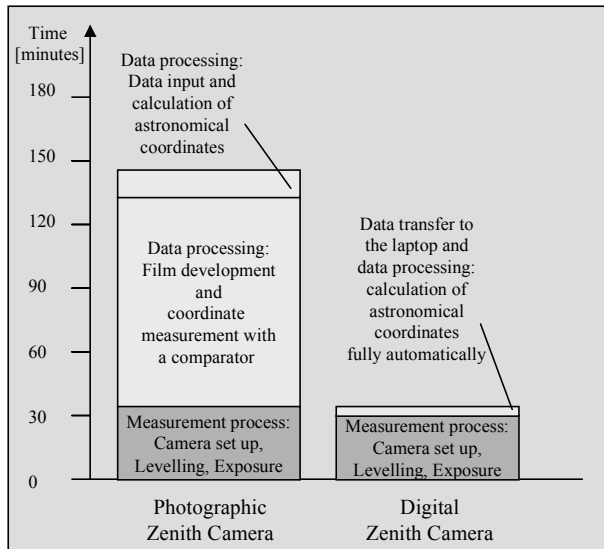 Time
[minutes]
180
150
120
90
60
30
0
Data processing:
Data input and
calculation of
astronomical
coordinates
Data processing:
Film development
and
coordinate
measurement with
a comparator
Measurement process:
Camera set up,
Levelling, Exposure
Data transfer to
the laptop and
data processing:
calculation of
astronomical
coordinates
fully automatically
Measurement process:
Camera set up,
Levelling, Exposure
Photographic
Zenith Camera
Digital
Zenith Camera